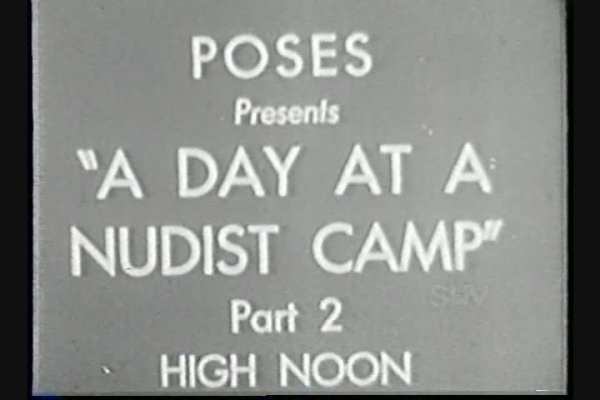 POSES
Presents
"A DAY AT A
NUDIST CAMP"
Part 2
HIGH NOON